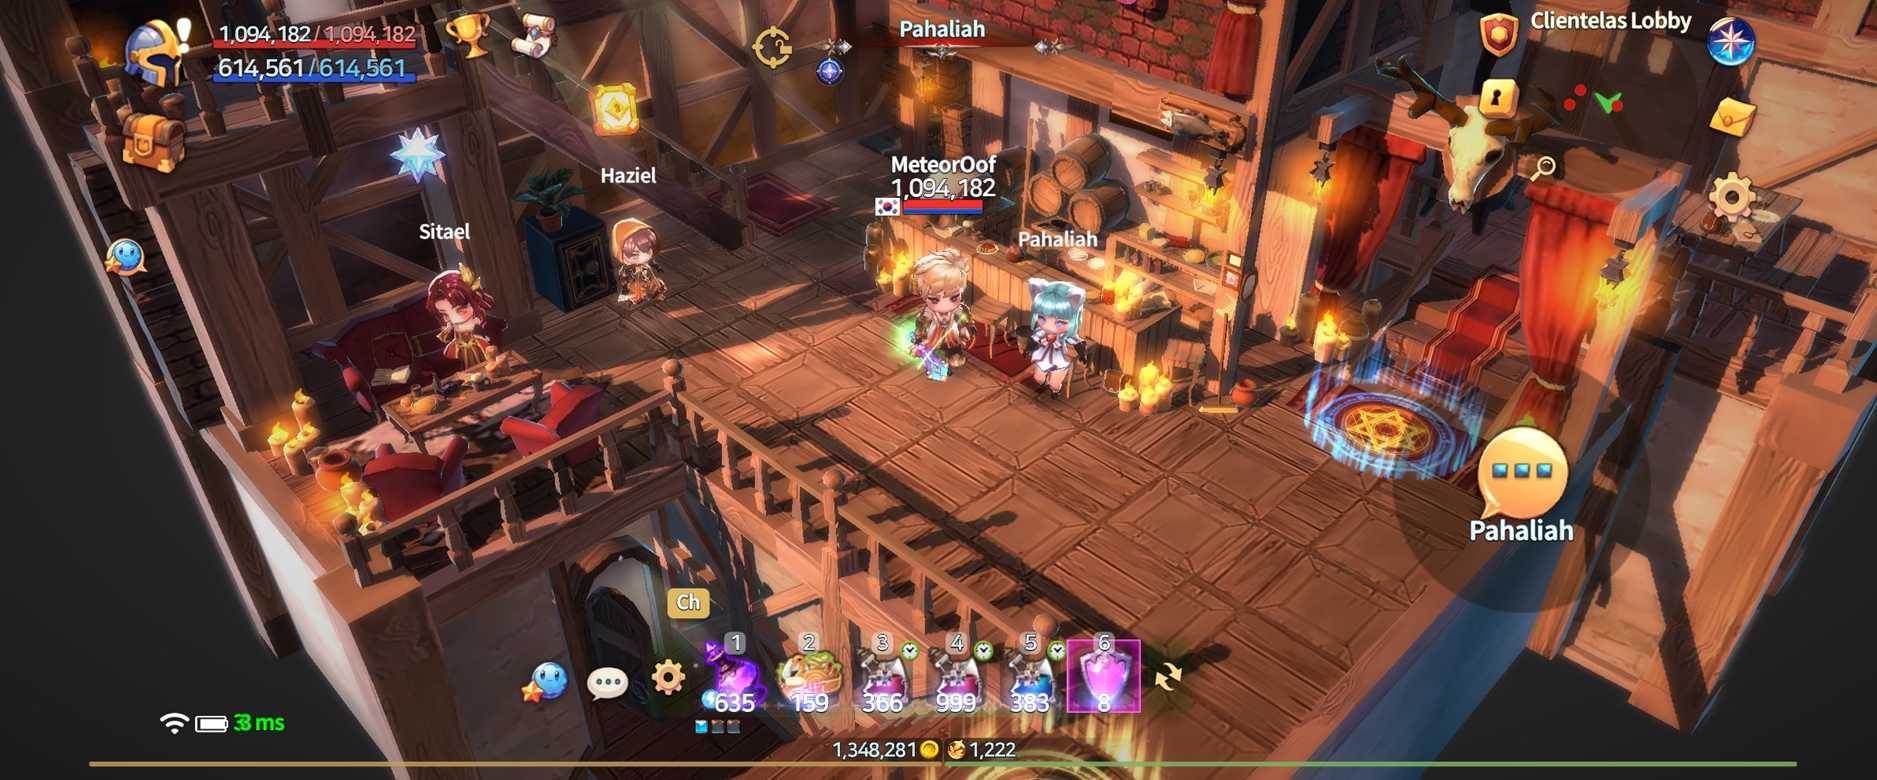 1,094,182/1,094,182
614,561/614,561
Pahaliah
Clientelas Lobby
Haziel
Sitael
MeteorOof
1,094,182
Pahaliah
Pahaliah
Ch
1
2
3
4
5
6
635
159
366
999
383
8
33 ms
1,348,281
1,222